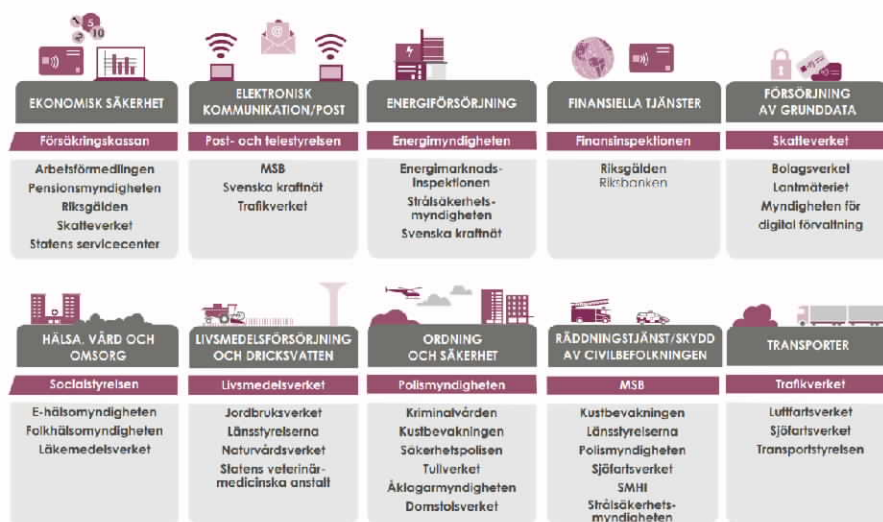 5
10
@
EKONOMISK SÄKERHET
Försäkringskassan
Arbetsförmedlingen
Pensionsmyndigheten
Riksgälden
Skatteverket
Statens servicecenter
ELEKTRONISK
KOMMUNIKATION/POST
Post- och telestyrelsen
MSB
Svenska kraftnät
Trafikverket
ENERGIFÖRSÖRJNING
Energimyndigheten
Energimarknads-
inspektionen
Strålsäkerhets-
myndigheten
Svenska kraftnät
FINANSIELLA TJÄNSTER
Finansinspektionen
Riksgälden
Riksbanken
FÖRSÖRJNING
AV GRUNDDATA
Skatteverket
Bolagsverket
Lantmäteriet
Myndigheten för
digital förvaltning
HÄLSA, VÅRD OCH
OMSORG
Socialstyrelsen
E-hälsomyndigheten
Folkhälsomyndigheten
Läkemedelsverket
LIVSMEDELSFÖRSÖRJNING
OCH DRICKSVATTEN
Livsmedelsverket
Jordbruksverket
Länsstyrelserna
Naturvårdsverket
Statens veterinär-
medicinska anstalt
ORDNING
OCH SÄKERHET
Polismyndigheten
Kriminalvården
Kustbevakningen
Säkerhetspolisen
Tullverket
Åklagarmyndigheten
Domstolsverket
RÄDDNINGSTJÄNST/SKYDD
AV CIVILBEFOLKNINGEN
MSB
Kustbevakningen
Länsstyrelserna
Polismyndigheten
Sjöfartsverket
SMHI
Strålsäkerhets-
myndigheten
TRANSPORTER
Trafikverket
Luftfartsverket
Sjöfartsverket
Transportstyrelsen